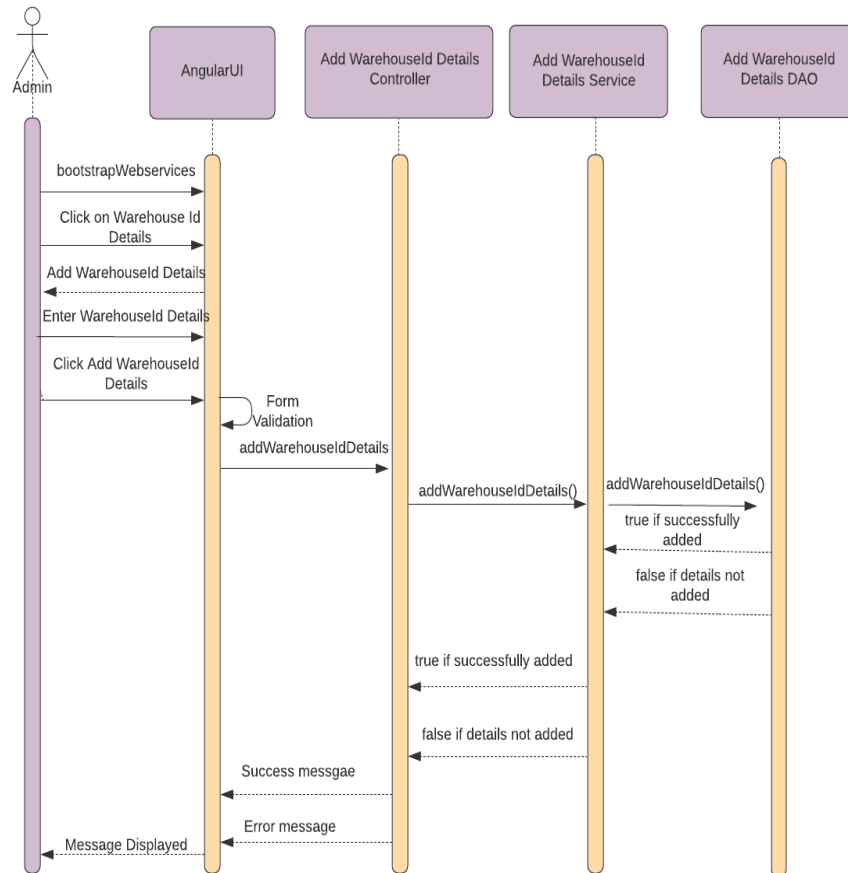 Admin
AngularUI
Add WarehouseId Details
Controller
Add WarehouseId
Details Service
Add WarehouseId
Details DAO
bootstrapWebservices
Click on Warehouse Id
Details
Add WarehouseId Details
Enter WarehouseId Details
Click Add WarehouseId
Details
Form
Validation
addWarehouseIdDetails
addWarehouseIdDetails()
addWarehouseIdDetails()
true if successfully
added
false if details not
added
true if successfully added
false if details not added
Success messgae
Error message
Message Displayed